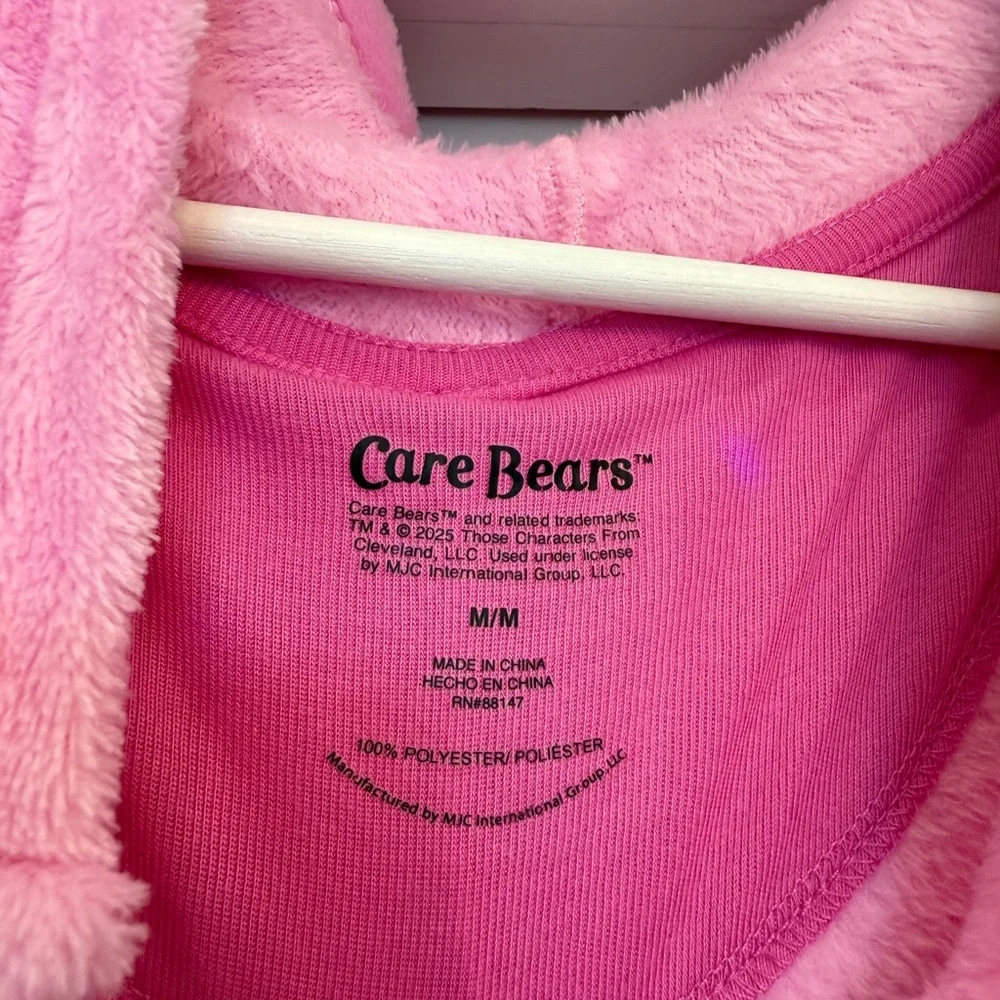 Care Bears™
Care Bears™ and related trademarks
TM & © 2025 Those Characters From
Cleveland, LLC. Used under license
by MJC International Group, LLC.
M/M
MADE IN CHINA
HECHO EN CHINA
RN#88147
100% POLYESTER/ POLIÉSTER
Manufactured by MJC International Group, LLC